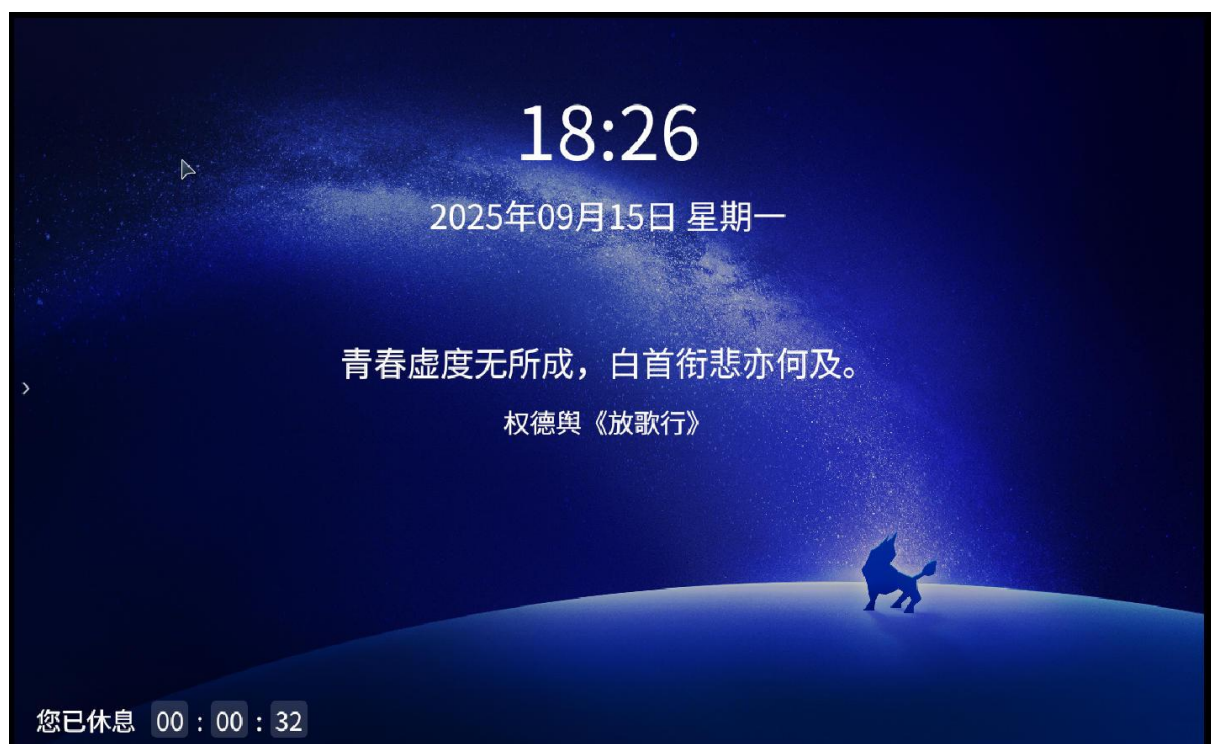 18:26
2025年09月15日 星期一
青春虚度无所成，白首衔悲亦何及。
权德舆《放歌行》
您已休息 00 : 00 : 32